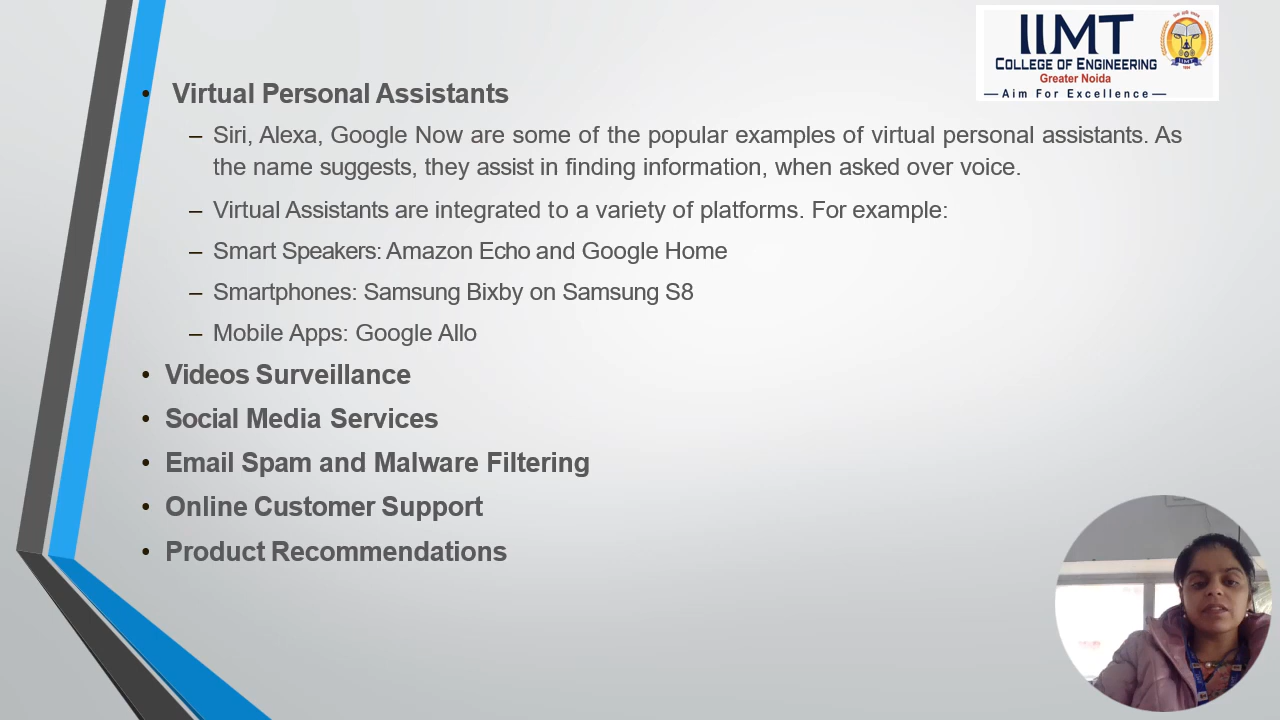 IIMT
COLLEGE OF ENGINEERING
Greater Noida
—Aim For Excellence—
• Virtual Personal Assistants
– Siri, Alexa, Google Now are some of the popular examples of virtual personal assistants. As
the name suggests, they assist in finding information, when asked over voice.
– Virtual Assistants are integrated to a variety of platforms. For example:
– Smart Speakers: Amazon Echo and Google Home
– Smartphones: Samsung Bixby on Samsung S8
– Mobile Apps: Google Allo
• Videos Surveillance
• Social Media Services
• Email Spam and Malware Filtering
• Online Customer Support
• Product Recommendations